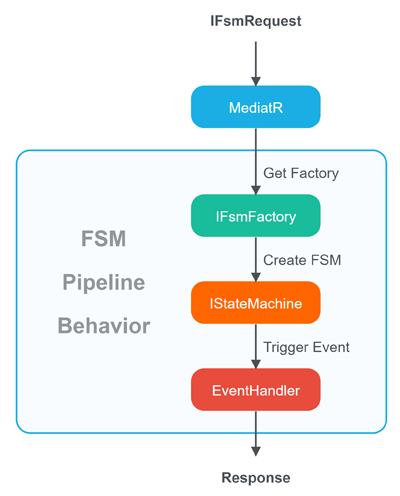 IFsmRequest
MediatR
Get Factory
IFsmFactory
FSM
Pipeline
Behavior
Create FSM
IStateMachine
Trigger Event
EventHandler
Response